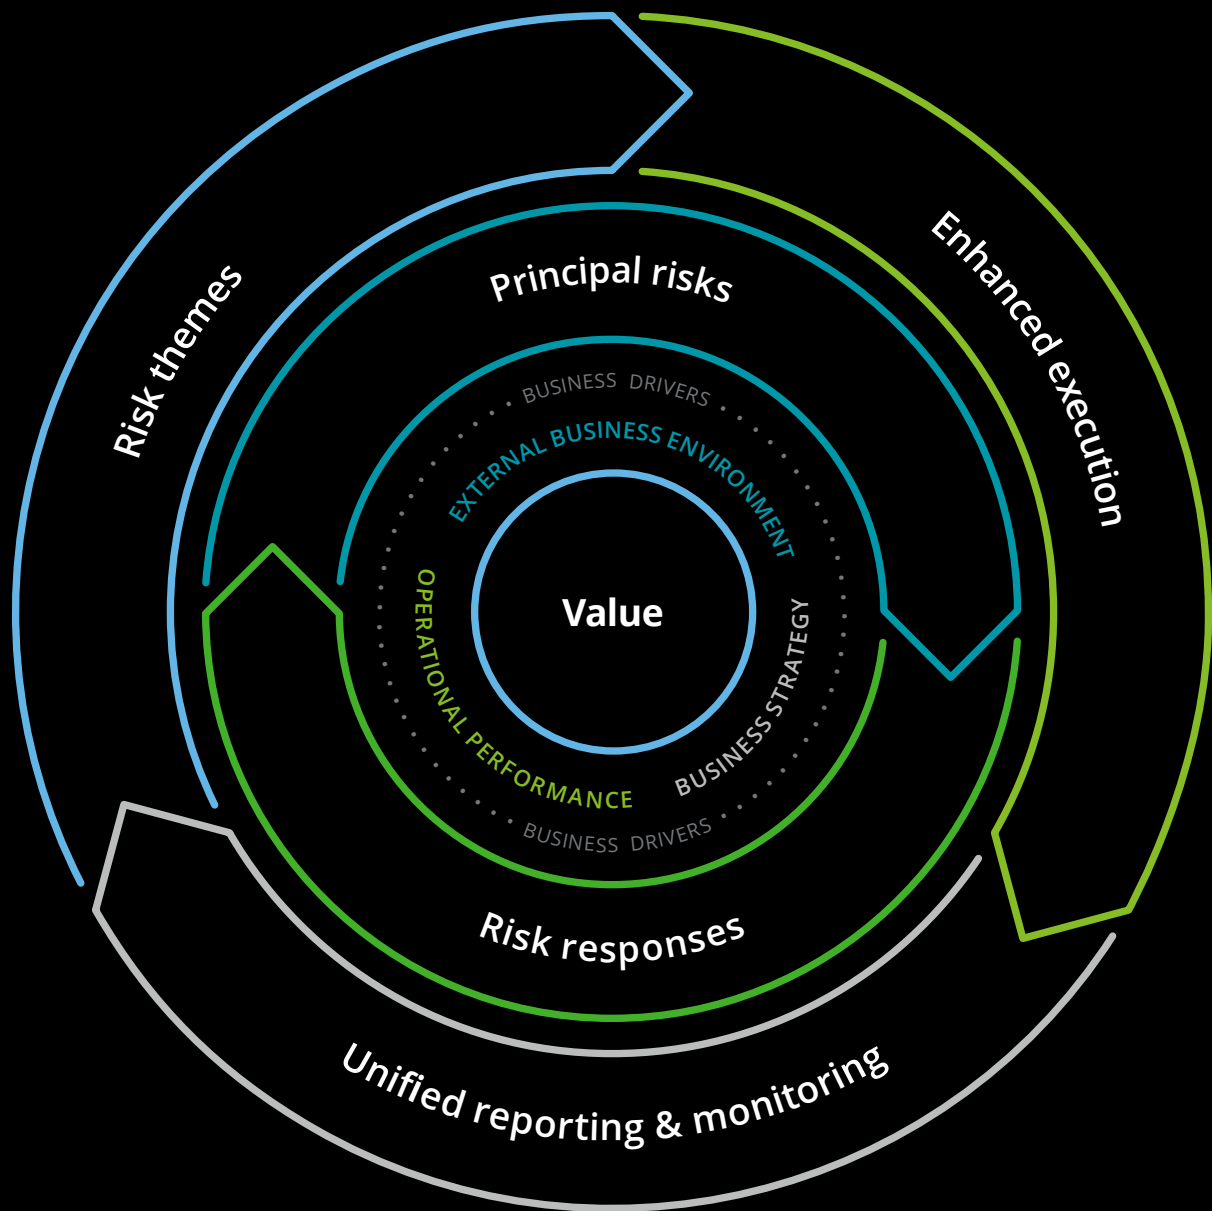 Risk themes
Enhanced execution
Unified reporting & monitoring
Principal risks
Risk responses
BUSINESS DRIVERS
EXTERNAL BUSINESS ENVIRONMENT
BUSINESS STRATEGY
OPERATIONAL PERFORMANCE
BUSINESS DRIVERS
Value